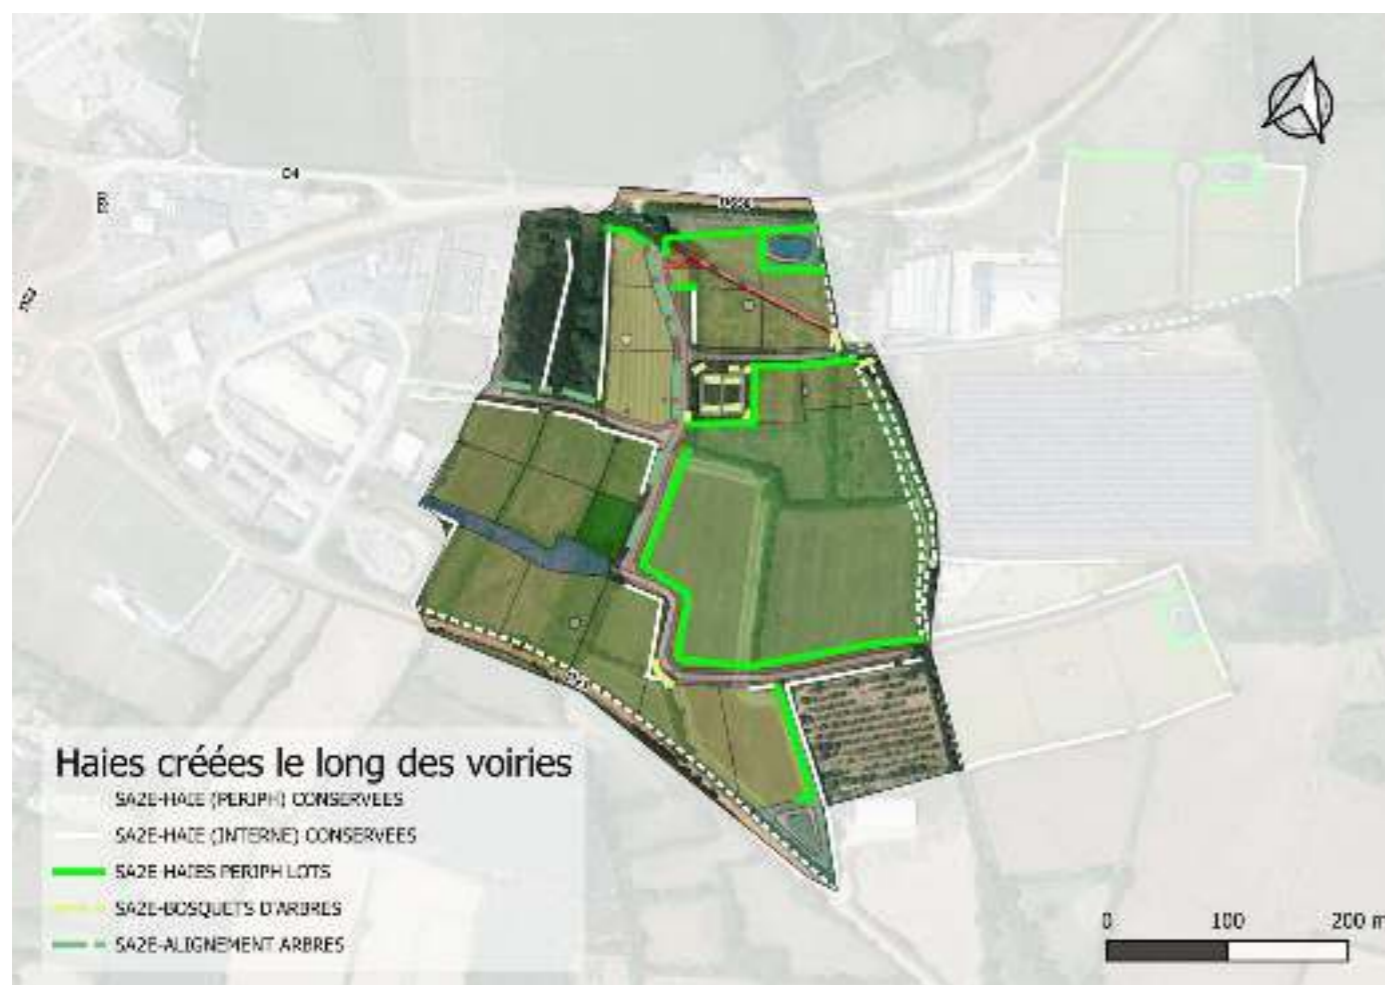 D4
Haies créées le long des voiries
SA2E-HAIE (PERIPH) CONSERVEES
SA2E-HAIE (INTERNE) CONSERVEES
SA2E-HAIES PERIPH LOTS
SA2E-BOSQUETS D'ARBRES
SA2E-ALIGNEMENT ARBRES
0 100 200 m